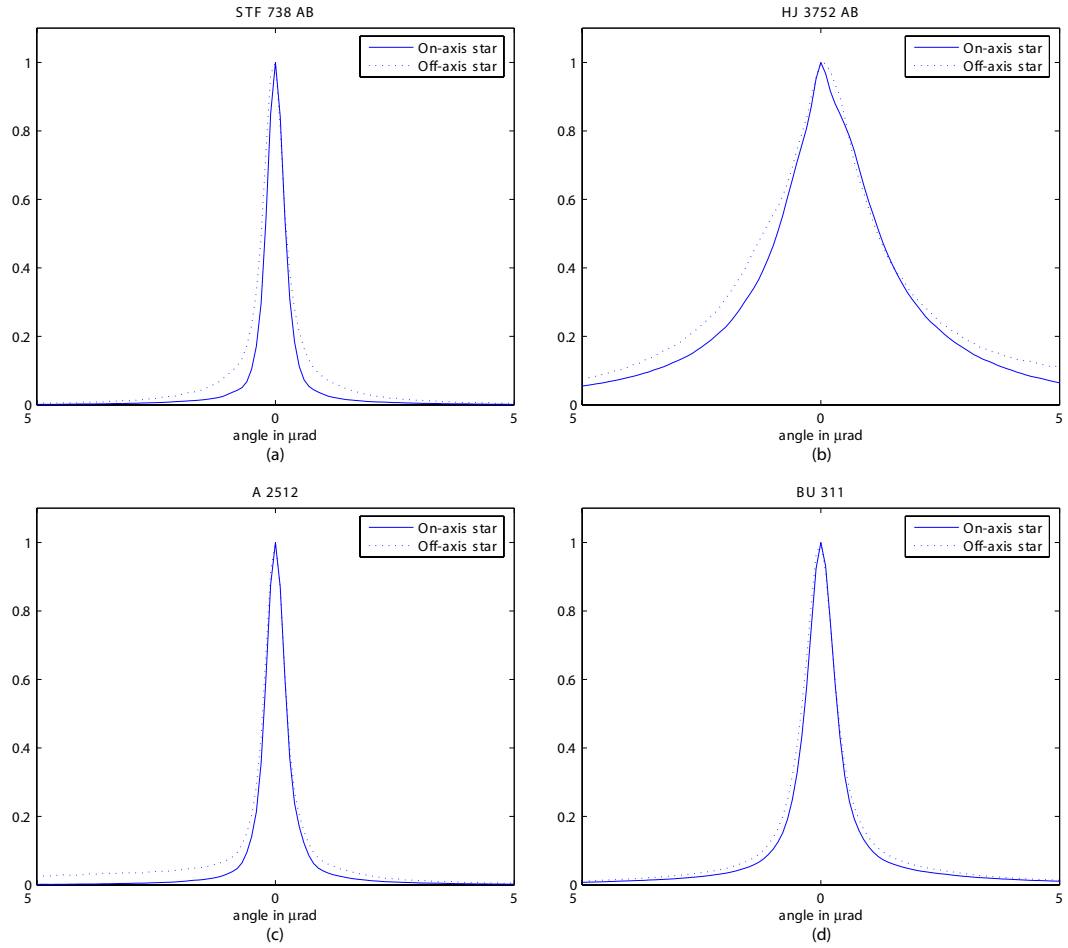 STF 738 AB
On-axis star
Off-axis star
1
0.8
0.6
0.4
0.2
0
5
0
5
angle in μrad
(a)
HJ 3752 AB
On-axis star
Off-axis star
1
0.8
0.6
0.4
0.2
0
5
0
5
angle in μrad
(b)
A 2512
On-axis star
Off-axis star
1
0.8
0.6
0.4
0.2
0
5
0
5
angle in μrad
(c)
BU 311
On-axis star
Off-axis star
1
0.8
0.6
0.4
0.2
0
5
0
5
angle in μrad
(d)